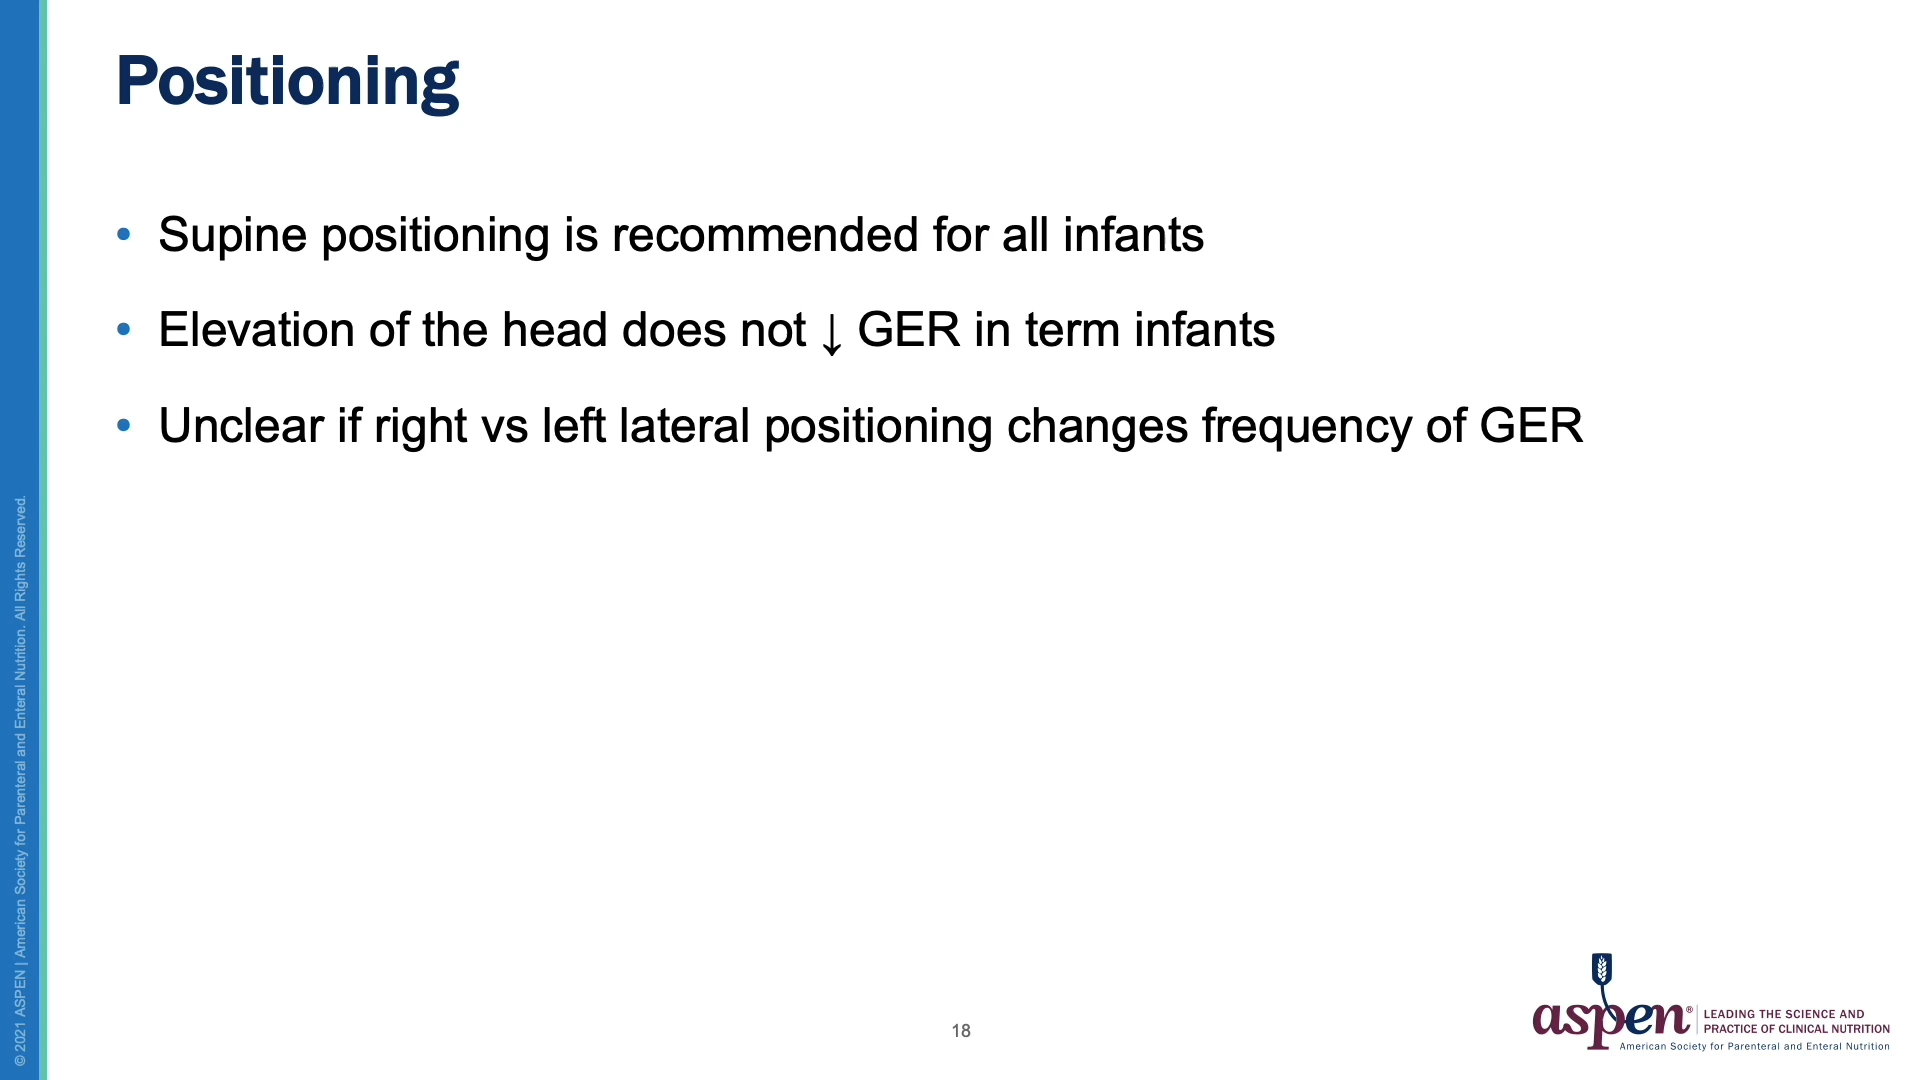 Positioning
• Supine positioning is recommended for all infants
• Elevation of the head does not ↓ GER in term infants
• Unclear if right vs left lateral positioning changes frequency of GER
© 2021 ASPEN | American Society for Parenteral and Enteral Nutrition. All Rights Reserved.
18
aspen®
LEADING THE SCIENCE AND
PRACTICE OF CLINICAL NUTRITION
American Society for Parenteral and Enteral Nutrition